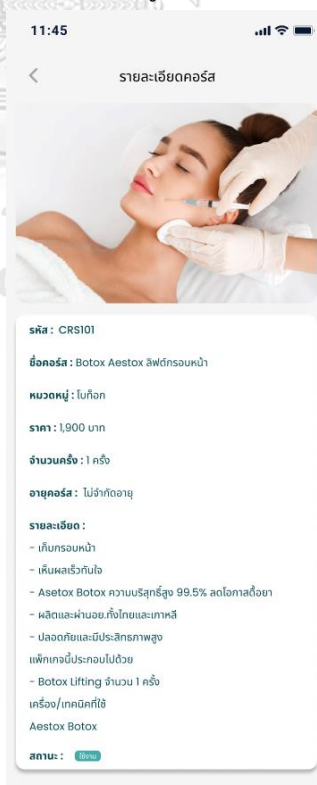 11:45
รายละเอียดคอร์ส
รหัส : CRS101
ชื่อคอร์ส : Botox Aestox ลิฟต์กรอบหน้า
หมวดหมู่ : โบท็อก
ราคา : 1,900 บาท
จำนวนครั้ง : 1 ครั้ง
อายุคอร์ส : ไม่จำกัดอายุ
รายละเอียด :
- เก็บกรอบหน้า
- เห็นผลเร็วทันใจ
- Asetox Botox ความบริสุทธิ์สูง 99.5% ลดโอกาสดื้อยา
- ผลิตและผ่านอย.ทั้งไทยและเกาหลี
- ปลอดภัยและมีประสิทธภาพสูง
แพ็กเกจนี้ประกอบไปด้วย
- Botox Lifting จำนวน 1 ครั้ง
เครื่อง/เทคนิคที่ใช้
Aestox Botox
สถานะ : ใช้งาน